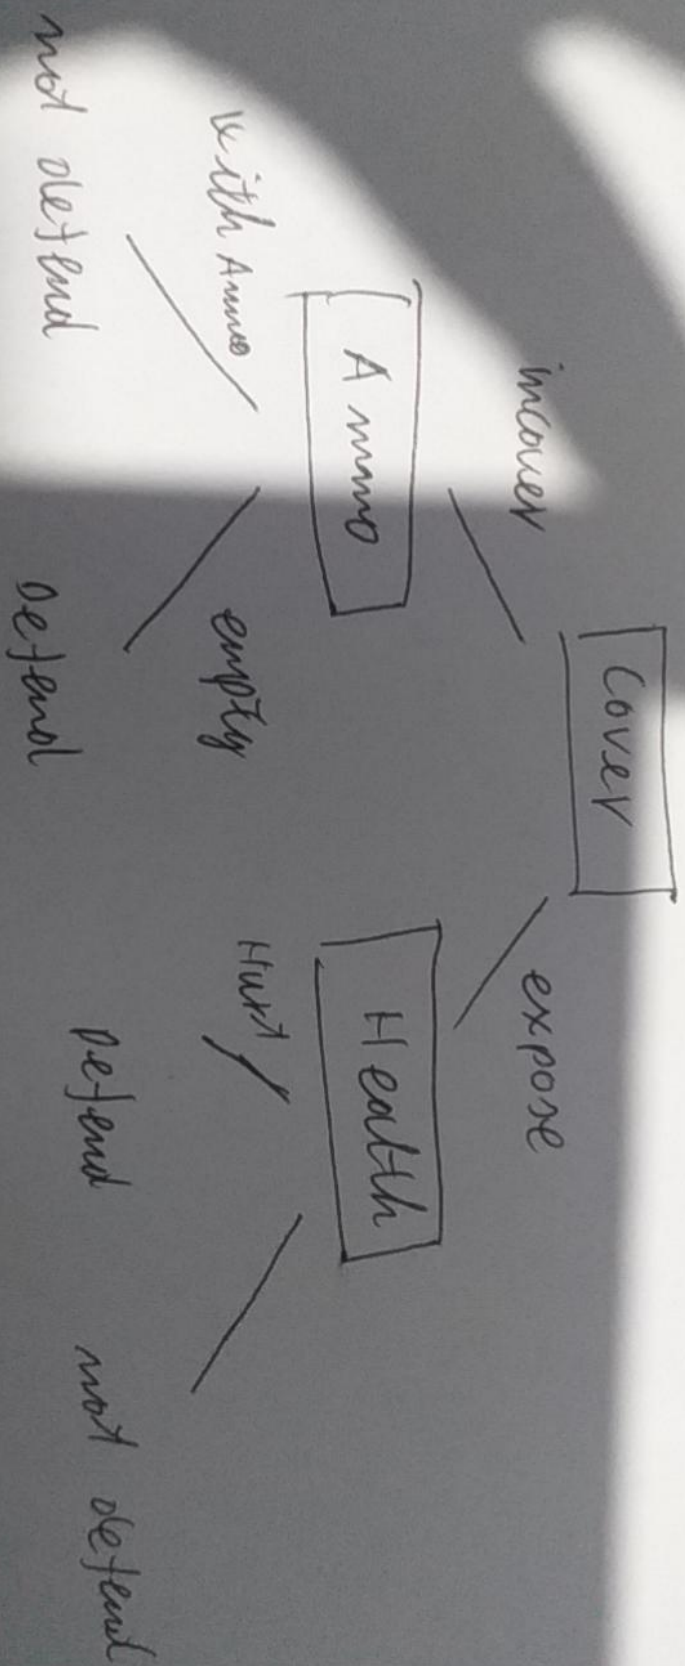 Cover
incover
expose
Ammo
Health
with Ammo
empty
Hurt
not defend
Defend
Defend
not defend